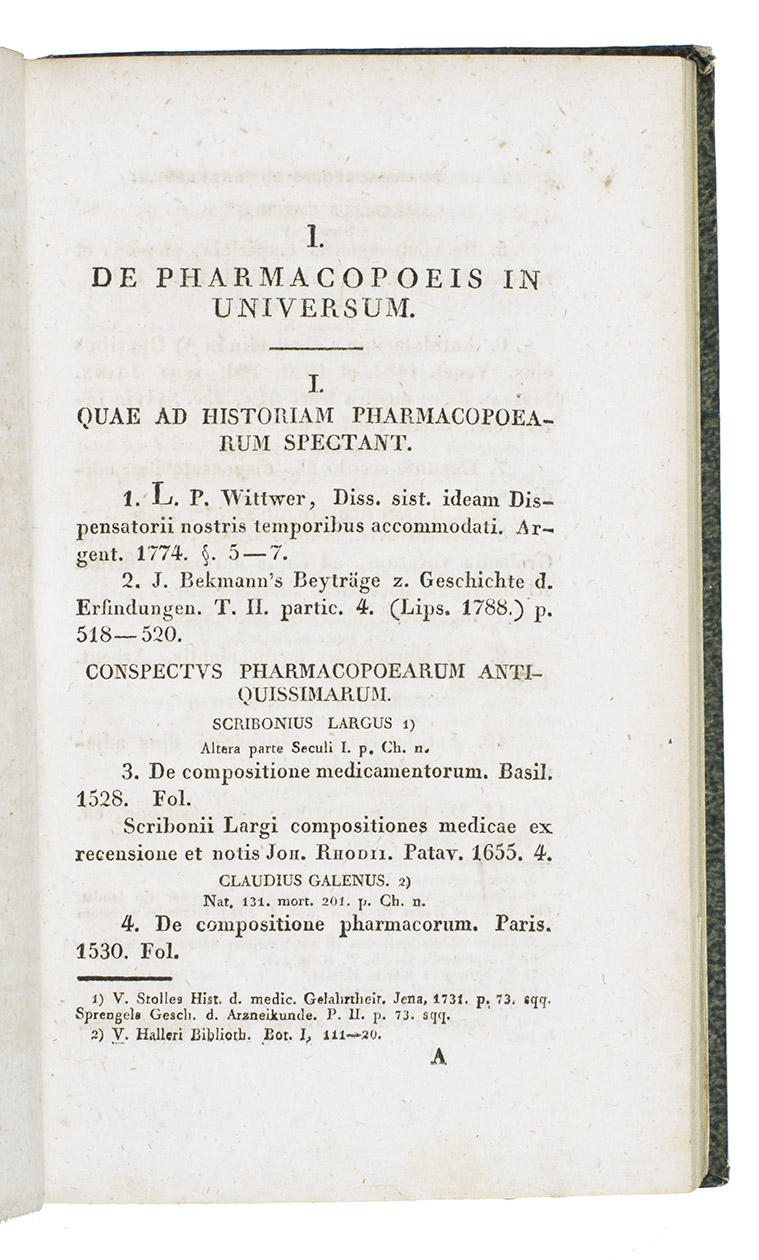 I.
DE PHARMACOPOEIS IN
UNIVERSUM.
I.
QUAE AD HISTORIAM PHARMACOPOEA-
RUM SPECTANT.
1. L. P. Wittwer, Diss. sist. ideam Dis-
pensatorii nostris temporibus accommodati. Ar-
gent. 1774. §. 5—7.
2. J. Bekmann's Beyträge z. Geschichte d.
Erfindungen. T. II. partic. 4. (Lips. 1788.) p.
518—520.
CONSPECTVS PHARMACOPOEARUM ANTI-
QUISSIMARUM.
SCRIBONIUS LARGUS 1)
Altera parte Seculi I. p. Ch. n.
3. De compositione medicamentorum. Basil.
1528. Fol.
Scribonii Largi compositiones medicae ex
recensione et notis JOH. RHODII. Patav. 1655. 4.
CLAUDIUS GALENUS. 2)
Nat. 131. mort. 201. p. Ch. n.
4. De compositione pharmacorum. Paris.
1530. Fol.
1) V. Stolles Hist. d. medic. Gelahrtheit. Jena, 1731. p. 73. sqq.
Sprengels Gesch. d. Arzneikunde. P. II. p. 73. sqq.
2) V. Halleri Biblioth. Bot. I, 111—20.
A